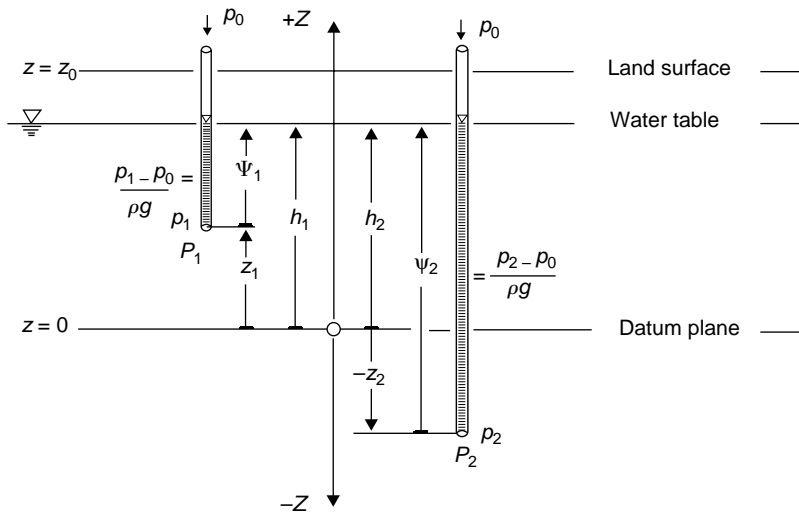 p₀ +Z p₀
z = z₀ Land surface
Water table
p₁ – p₀ / ρg =
Ψ₁
h₁
h₂
p₁
P₁
z₁
ψ₂
= p₂ – p₀ / ρg
z = 0 Datum plane
–z₂
p₂
P₂
–Z